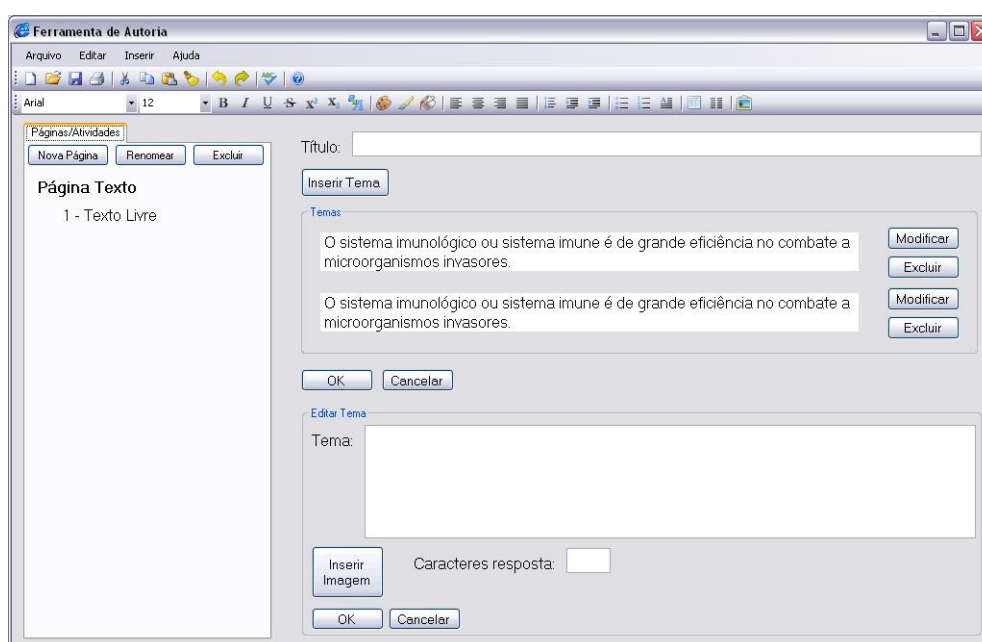 Ferramenta de Autoria
Arquivo Editar Inserir Ajuda
Arial 12 B I U S x² X₂
Páginas/Atividades
Nova Página Renomear Excluir
Página Texto
1 - Texto Livre
Título:
Inserir Tema
Temas
O sistema imunológico ou sistema imune é de grande eficiência no combate a
microorganismos invasores.
Modificar
Excluir
O sistema imunológico ou sistema imune é de grande eficiência no combate a
microorganismos invasores.
Modificar
Excluir
OK Cancelar
Editar Tema
Tema:
Inserir
Imagem
Caracteres resposta:
OK Cancelar